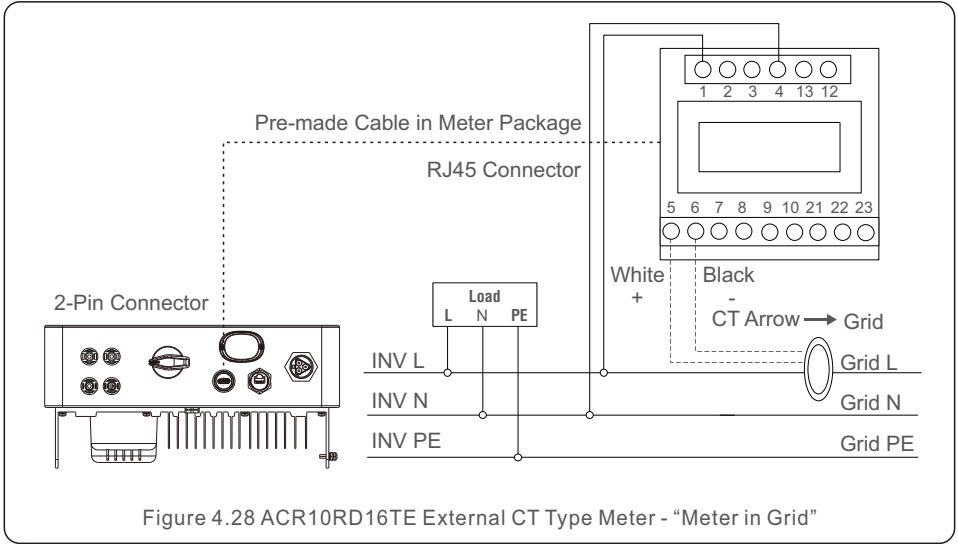 1 2 3 4 13 12
Pre-made Cable in Meter Package
RJ45 Connector
5 6 7 8 9 10 21 22 23
White
+
Black
-
2-Pin Connector
Load
L N PE
CT Arrow → Grid
INV L
Grid L
INV N
Grid N
INV PE
Grid PE
Figure 4.28 ACR10RD16TE External CT Type Meter - “Meter in Grid”